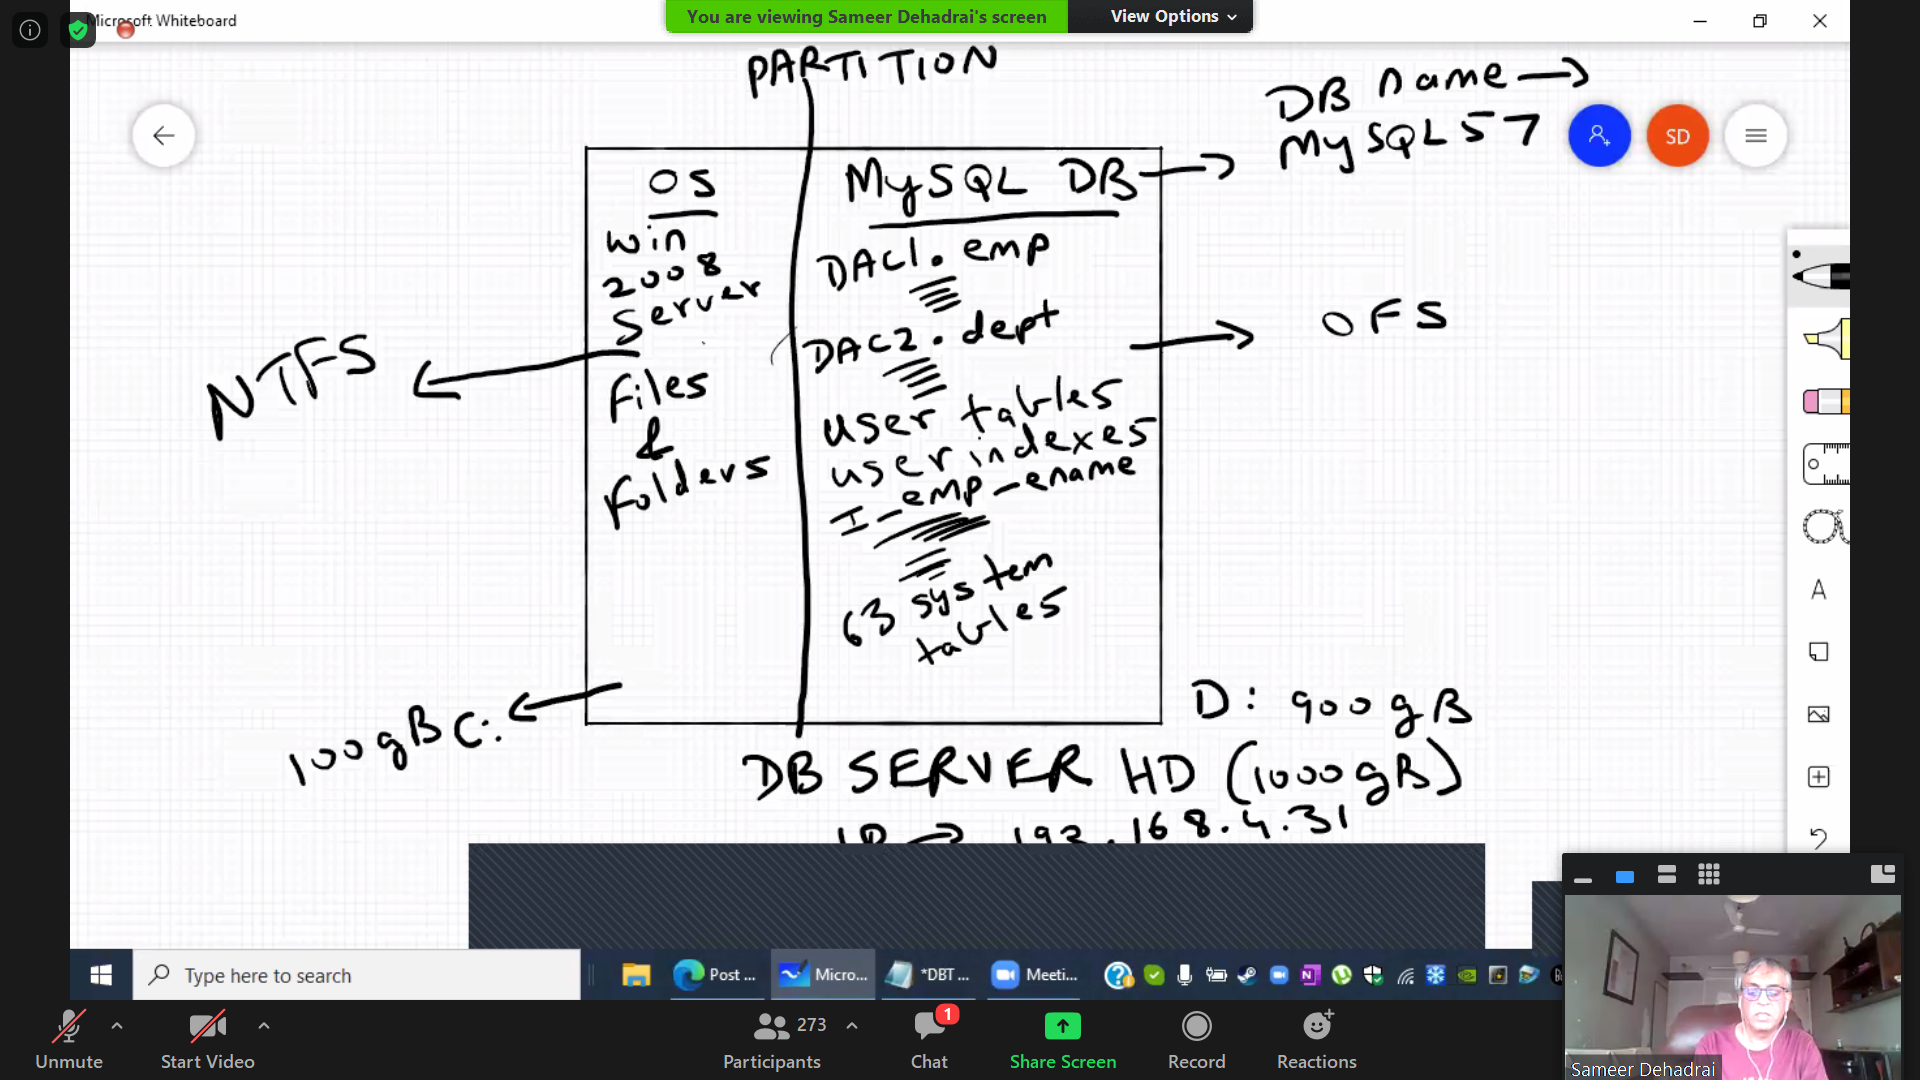 Microsoft Whiteboard
You are viewing Sameer Dehadrai's screen
View Options
PARTITION
DB name →
MySQL57
SD
OS
MySQL DB →
win
2008
Server
DAC1.emp
DAC2.dept
→ OFS
NTFS ←
Files
&
Folders
user tables
user indexes
I_emp_ename
63 system
tables
100gB C: ←
D: 900gB
DB SERVER HD (1000gB)
→ 192.168.4.31
Type here to search
Post ...
Micro...
*DBT ...
Meeti...
Unmute
Start Video
273
Participants
1
Chat
Share Screen
Record
Reactions
Sameer Dehadrai